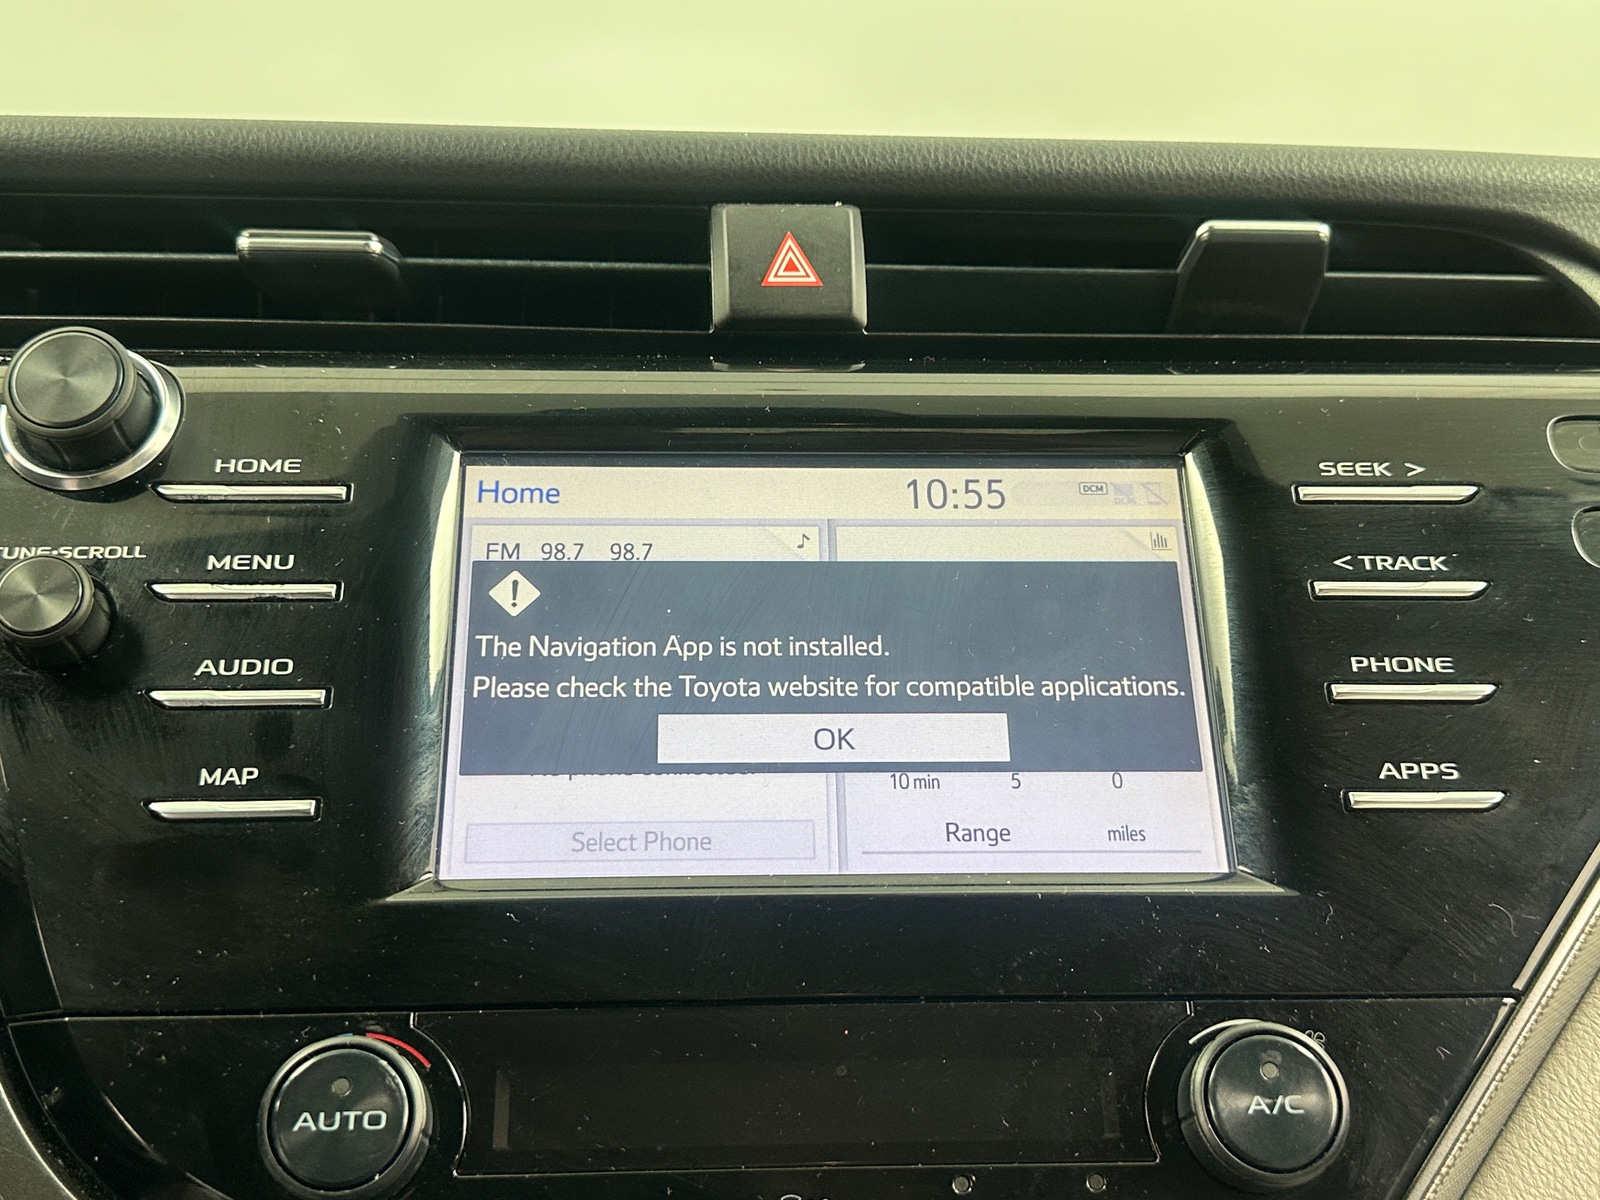 HOME
TUNE•SCROLL
MENU
AUDIO
MAP
Home
10:55
DCM
FM 98.7 98.7
!
The Navigation App is not installed.
Please check the Toyota website for compatible applications.
OK
10 min 5 0
Select Phone
Range miles
SEEK >
< TRACK
PHONE
APPS
AUTO
A/C